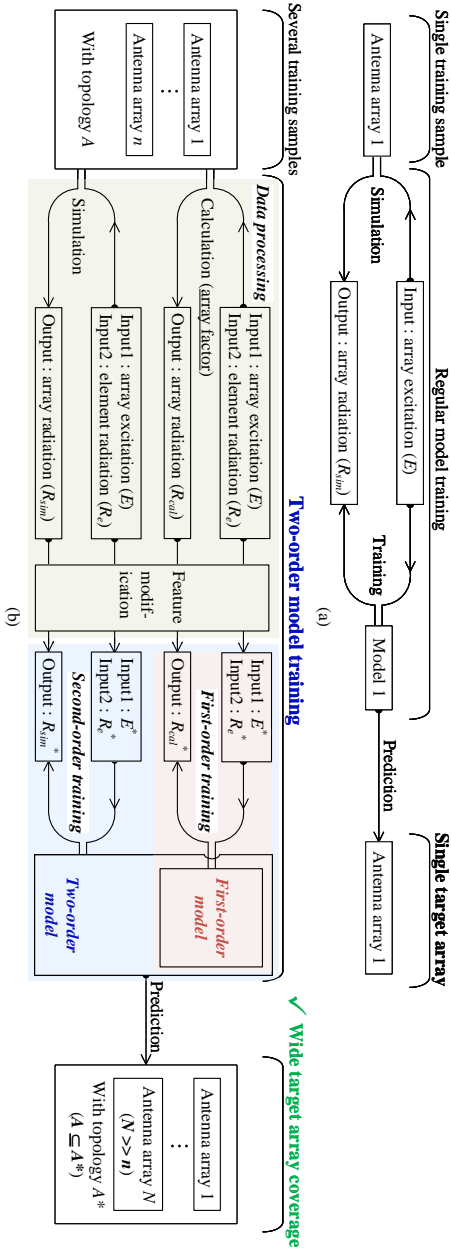 Single training sample
Regular model training
Single target array
Antenna array 1
Simulation
Input : array excitation (E)
Output : array radiation (Rsim)
Training
Model 1
Prediction
Antenna array 1
(a)
Two-order model training
✓ Wide target array coverage
Several training samples
Antenna array 1
⋮
Antenna array n
With topology A
Data processing
Calculation (array factor)
Input1 : array excitation (E)
Input2 : element radiation (Re)
Output : array radiation (Rcal)
Simulation
Input1 : array excitation (E)
Input2 : element radiation (Re)
Output : array radiation (Rsim)
Feature
modif-
ication
Input1 : E*
Input2 : Re*
First-order training
Output : Rcal*
Input1 : E*
Input2 : Re*
Second-order training
Output : Rsim*
First-order
model
Two-order
model
Prediction
Antenna array 1
⋮
Antenna array N
(N >> n)
With topology A*
(A ⊆ A*)
(b)